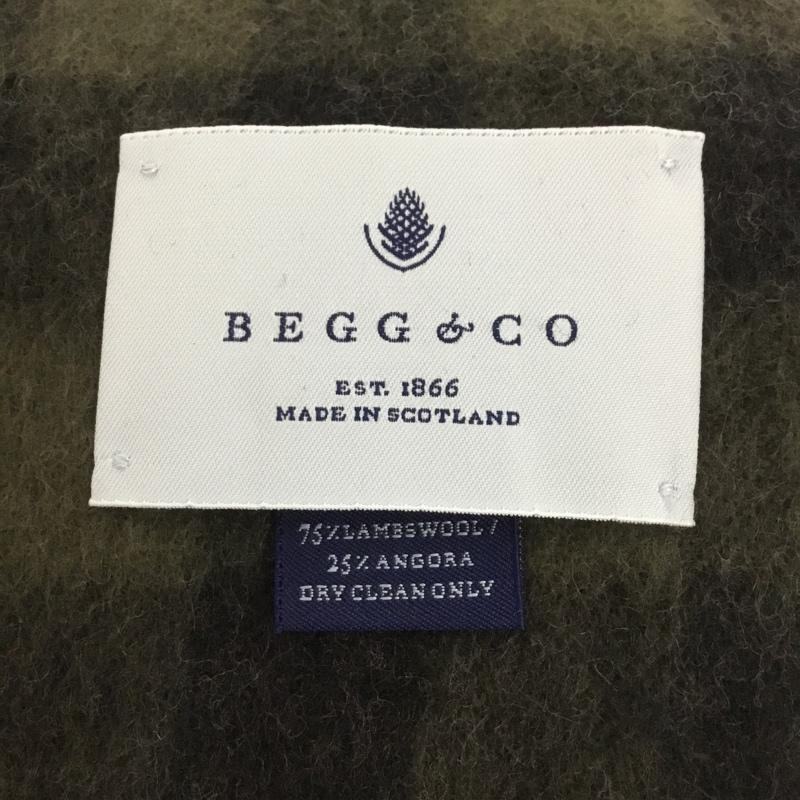 BEGG & CO
EST. 1866
MADE IN SCOTLAND
75% LAMBSWOOL /
25% ANGORA
DRY CLEAN ONLY